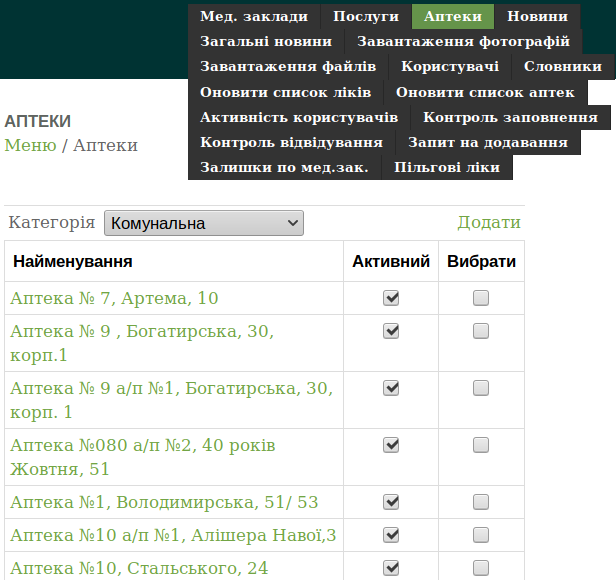 Мед. заклади Послуги Аптеки Новини
Загальні новини Завантаження фотографій
Завантаження файлів Користувачі Словники
Оновити список ліків Оновити список аптек
Активність користувачів Контроль заповнення
Контроль відвідування Запит на додавання
Залишки по мед.зак. Пільгові ліки
АПТЕКИ
Меню / Аптеки
Категорія Комунальна Додати
Найменування Активний Вибрати
Аптека № 7, Артема, 10
Аптека № 9 , Богатирська, 30,
корп.1
Аптека № 9 а/п №1, Богатирська, 30,
корп. 1
Аптека №080 а/п №2, 40 років
Жовтня, 51
Аптека №1, Володимирська, 51/ 53
Аптека №10 а/п №1, Алішера Навої,3
Аптека №10, Стальського, 24